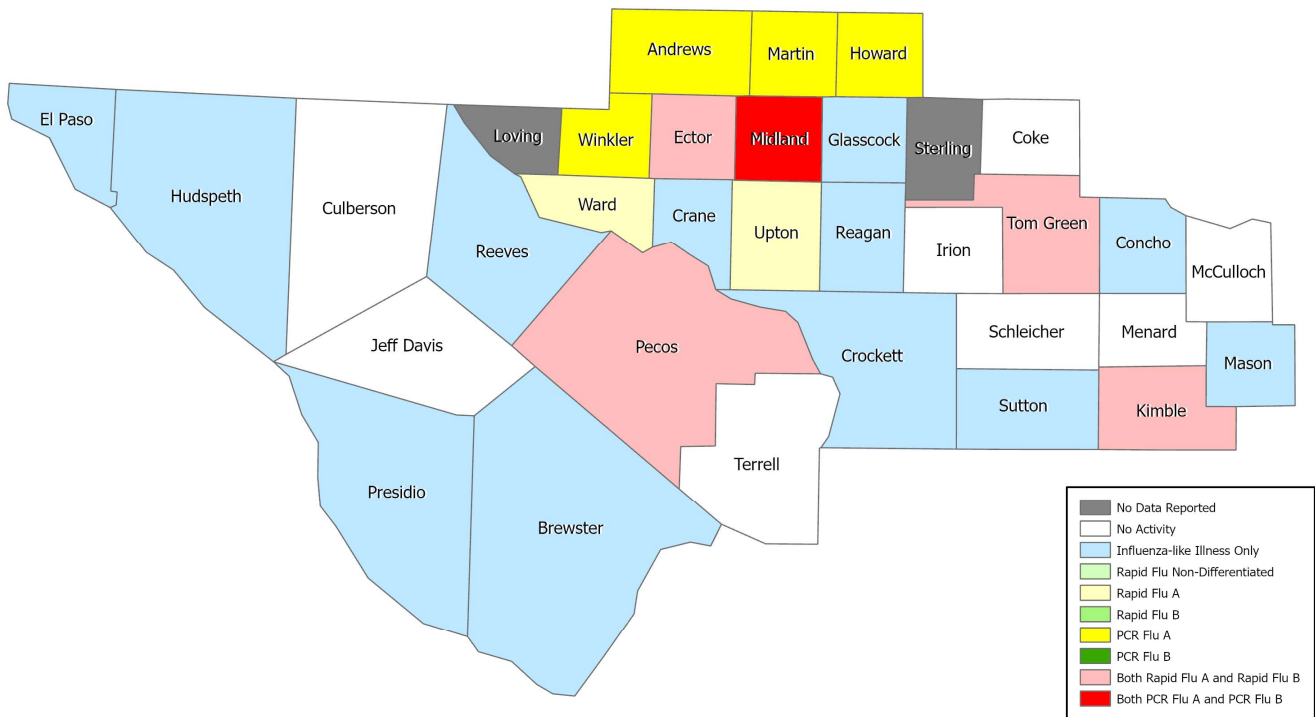 Andrews
Martin
Howard
El Paso
Hudspeth
Culberson
Loving
Winkler
Ector
Midland
Glasscock
Sterling
Coke
Reeves
Ward
Crane
Upton
Reagan
Irion
Tom Green
Concho
McCulloch
Jeff Davis
Pecos
Crockett
Schleicher
Menard
Mason
Sutton
Kimble
Terrell
Presidio
Brewster
No Data Reported
No Activity
Influenza-like Illness Only
Rapid Flu Non-Differentiated
Rapid Flu A
Rapid Flu B
PCR Flu A
PCR Flu B
Both Rapid Flu A and Rapid Flu B
Both PCR Flu A and PCR Flu B